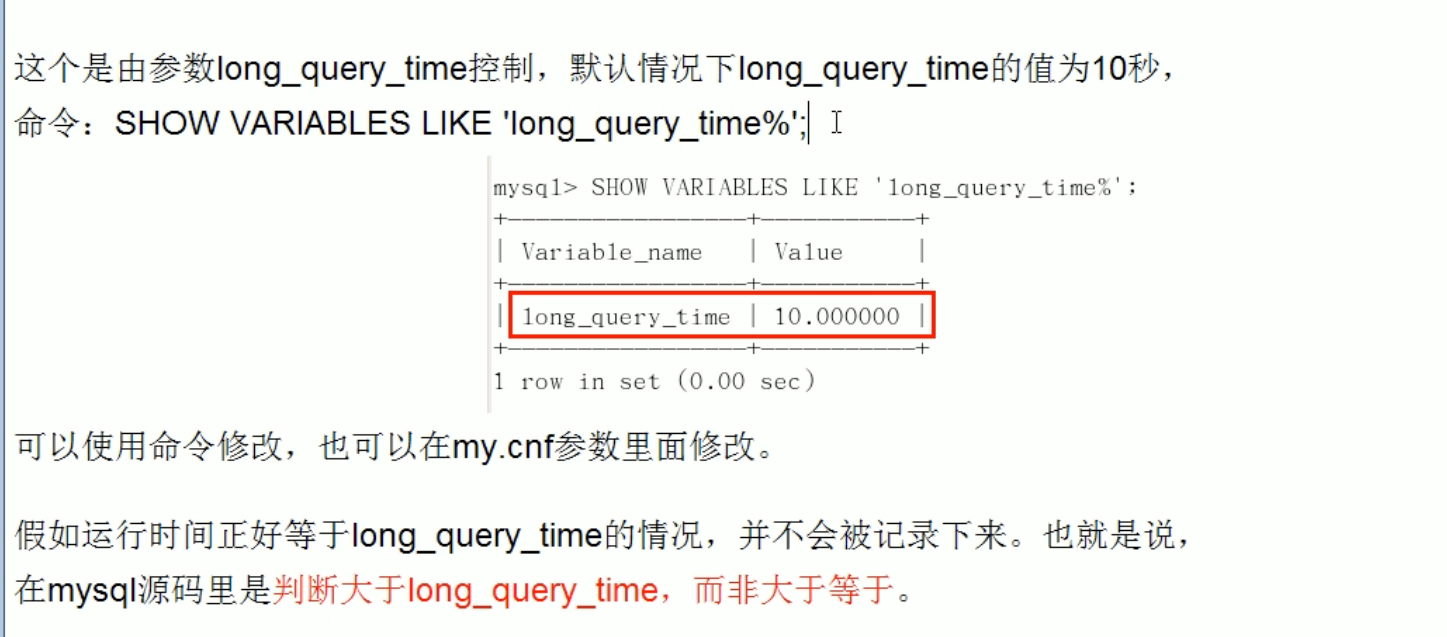 这个是由参数long_query_time控制，默认情况下long_query_time的值为10秒，
命令：SHOW VARIABLES LIKE 'long_query_time%';
mysql> SHOW VARIABLES LIKE 'long_query_time%';
+-----------------+-----------+
| Variable_name | Value |
+-----------------+-----------+
| long_query_time | 10.000000 |
+-----------------+-----------+
1 row in set (0.00 sec)
可以使用命令修改，也可以在my.cnf参数里面修改。
假如运行时间正好等于long_query_time的情况，并不会被记录下来。也就是说，
在mysql源码里是判断大于long_query_time，而非大于等于。